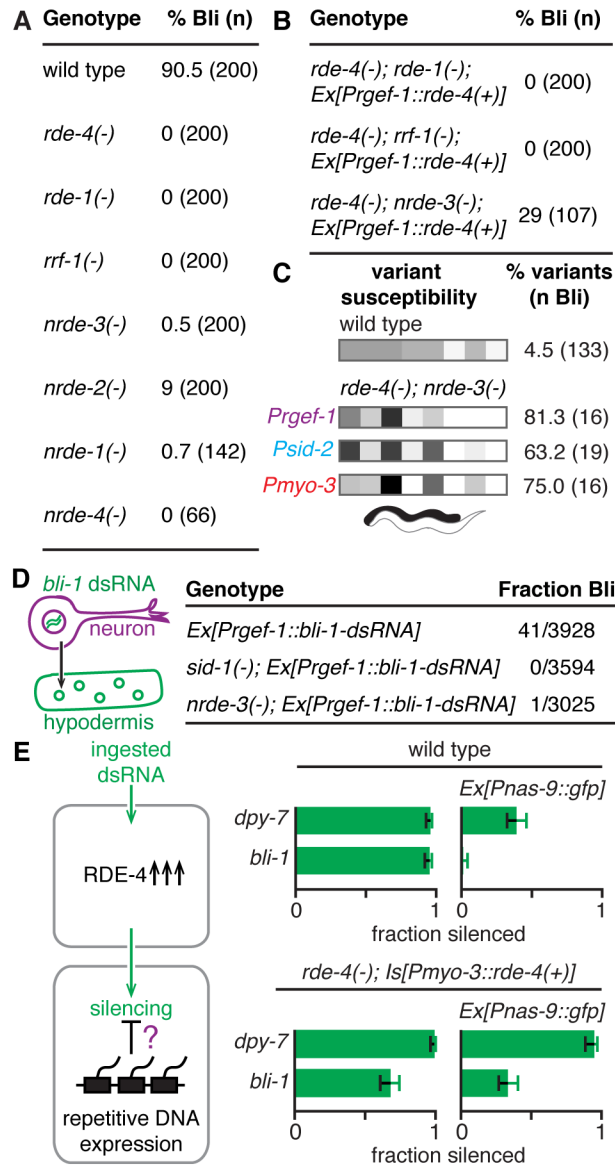 A
Genotype % Bli (n)
wild type 90.5 (200)
rde-4(-) 0 (200)
rde-1(-) 0 (200)
rrf-1(-) 0 (200)
nrde-3(-) 0.5 (200)
nrde-2(-) 9 (200)
nrde-1(-) 0.7 (142)
nrde-4(-) 0 (66)
B
Genotype % Bli (n)
rde-4(-); rde-1(-);
Ex[Prgef-1::rde-4(+)] 0 (200)
rde-4(-); rrf-1(-);
Ex[Prgef-1::rde-4(+)] 0 (200)
rde-4(-); nrde-3(-);
Ex[Prgef-1::rde-4(+)] 29 (107)
C
variant % variants
susceptibility (n Bli)
wild type
4.5 (133)
rde-4(-); nrde-3(-)
Prgef-1 81.3 (16)
Psid-2 63.2 (19)
Pmyo-3 75.0 (16)
D
bli-1 dsRNA
neuron
hypodermis
Genotype Fraction Bli
Ex[Prgef-1::bli-1-dsRNA] 41/3928
sid-1(-); Ex[Prgef-1::bli-1-dsRNA] 0/3594
nrde-3(-); Ex[Prgef-1::bli-1-dsRNA] 1/3025
E
ingested
dsRNA
RDE-4
silencing
?
repetitive DNA
expression
wild type
Ex[Pnas-9::gfp]
dpy-7
bli-1
0 1 0 1
fraction silenced
rde-4(-); Is[Pmyo-3::rde-4(+)]
Ex[Pnas-9::gfp]
dpy-7
bli-1
0 1 0 1
fraction silenced